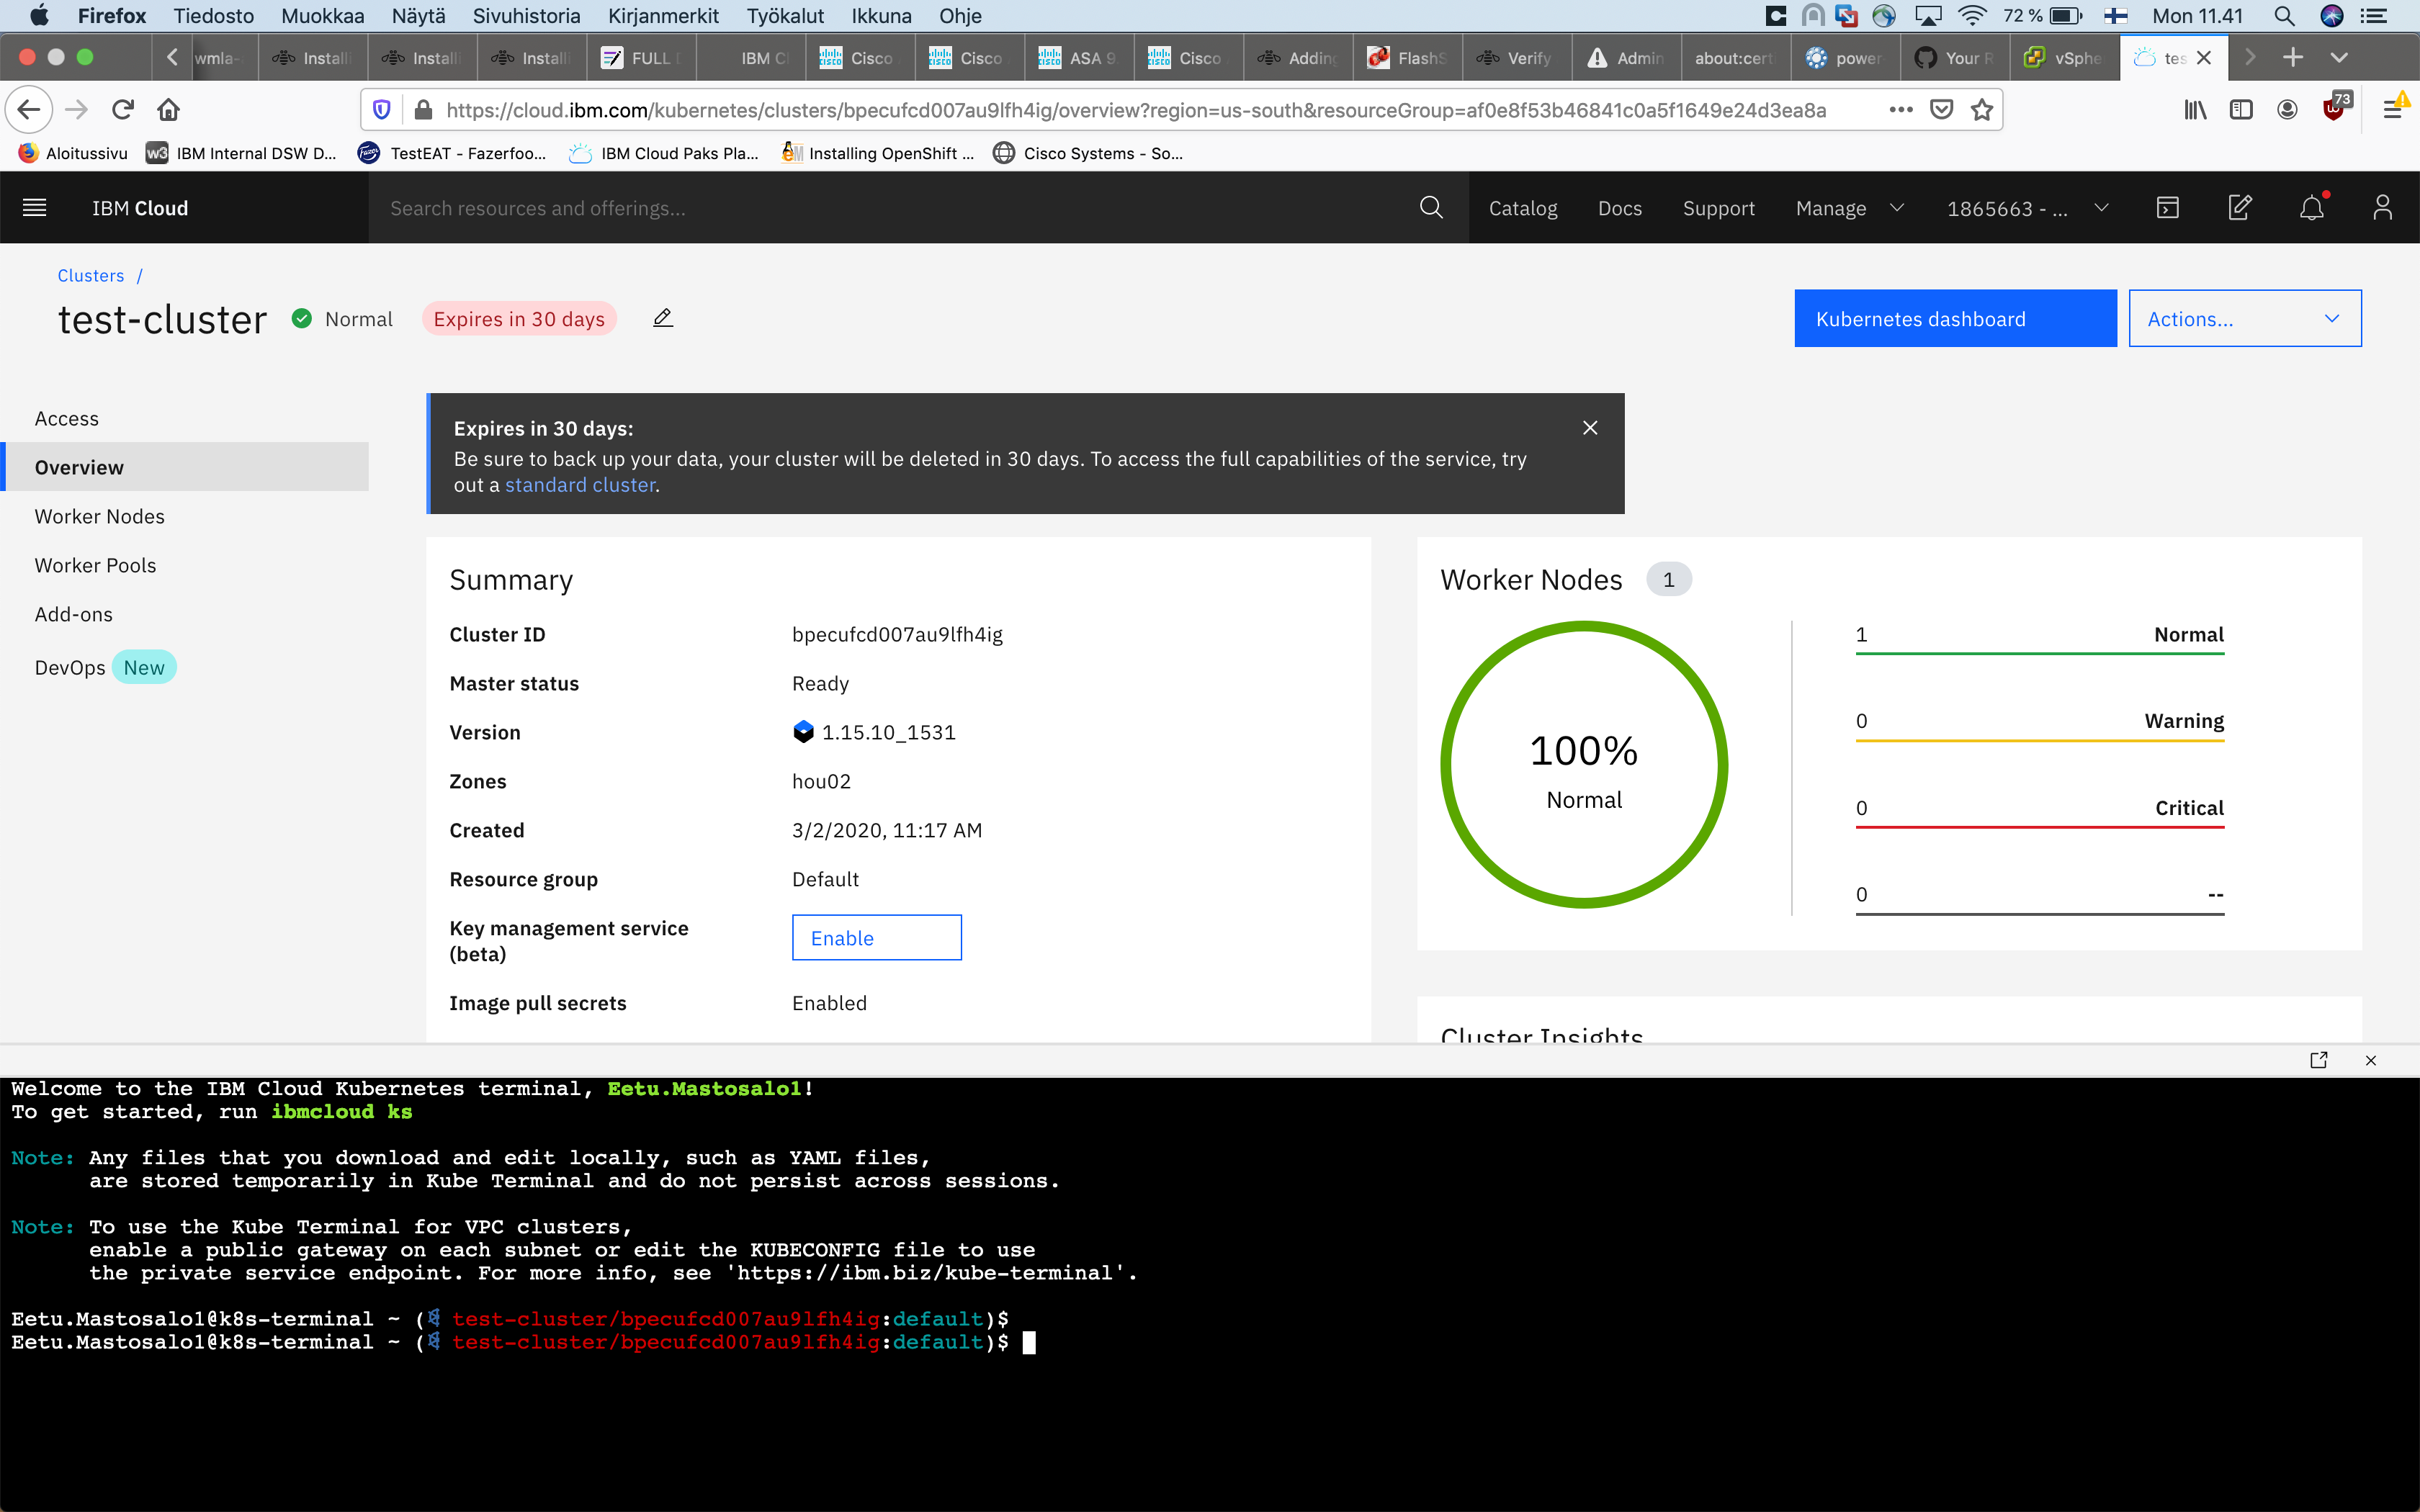 Firefox Tiedosto Muokkaa Näytä Sivuhistoria Kirjanmerkit Työkalut Ikkuna Ohje 72 % Mon 11.41
wmla- Install Install Install FULL IBM C Cisco Cisco ASA 9 Cisco Adding FlashS Verify Admin about:cert power Your R vSphe tes
https://cloud.ibm.com/kubernetes/clusters/bpecufcd007au9lfh4ig/overview?region=us-south&resourceGroup=af0e8f53b46841c0a5f1649e24d3ea8a 73
Aloitussivu w3 IBM Internal DSW D... TestEAT - Fazerfoo... IBM Cloud Paks Pla... Installing OpenShift ... Cisco Systems - So...
IBM Cloud Search resources and offerings... Catalog Docs Support Manage 1865663 - ...
Clusters /
test-cluster Normal Expires in 30 days Kubernetes dashboard Actions...
Access
Overview
Worker Nodes
Worker Pools
Add-ons
DevOps New
Expires in 30 days:
Be sure to back up your data, your cluster will be deleted in 30 days. To access the full capabilities of the service, try
out a standard cluster.
Summary
Cluster ID bpecufcd007au9lfh4ig
Master status Ready
Version 1.15.10_1531
Zones hou02
Created 3/2/2020, 11:17 AM
Resource group Default
Key management service
(beta) Enable
Image pull secrets Enabled
Worker Nodes 1
100%
Normal
1 Normal
0 Warning
0 Critical
0 --
Cluster Insights
Welcome to the IBM Cloud Kubernetes terminal, Eetu.Mastosalo1!
To get started, run ibmcloud ks
Note: Any files that you download and edit locally, such as YAML files,
are stored temporarily in Kube Terminal and do not persist across sessions.
Note: To use the Kube Terminal for VPC clusters,
enable a public gateway on each subnet or edit the KUBECONFIG file to use
the private service endpoint. For more info, see 'https://ibm.biz/kube-terminal'.
Eetu.Mastosalo1@k8s-terminal ~ (⎈ test-cluster/bpecufcd007au9lfh4ig:default)$
Eetu.Mastosalo1@k8s-terminal ~ (⎈ test-cluster/bpecufcd007au9lfh4ig:default)$